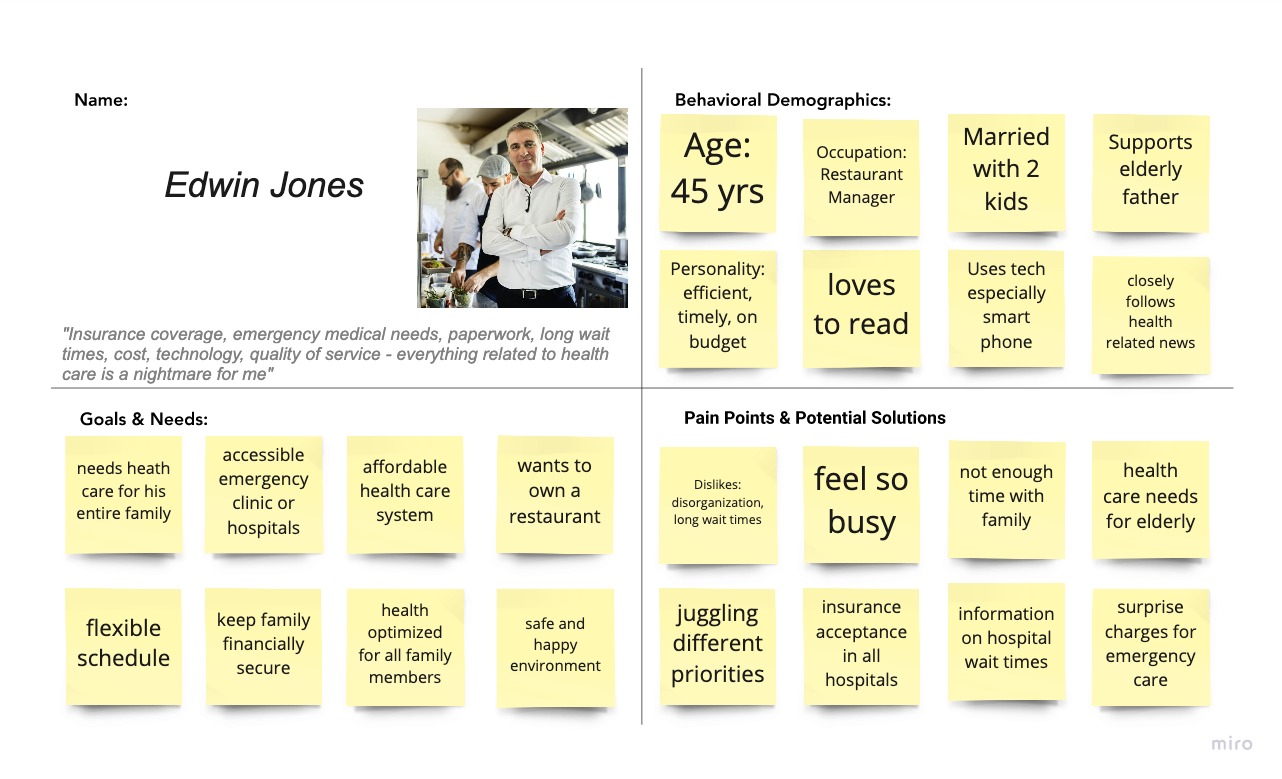 Name:
Edwin Jones
"Insurance coverage, emergency medical needs, paperwork, long wait
times, cost, technology, quality of service - everything related to health
care is a nightmare for me"
Behavioral Demographics:
Age:
45 yrs
Occupation:
Restaurant
Manager
Married
with 2
kids
Supports
elderly
father
Personality:
efficient,
timely, on
budget
loves
to read
Uses tech
especially
smart
phone
closely
follows
health
related news
Goals & Needs:
needs heath
care for his
entire family
accessible
emergency
clinic or
hospitals
affordable
health care
system
wants to
own a
restaurant
flexible
schedule
keep family
financially
secure
health
optimized
for all family
members
safe and
happy
environment
Pain Points & Potential Solutions
Dislikes:
disorganization,
long wait times
feel so
busy
not enough
time with
family
health
care needs
for elderly
juggling
different
priorities
insurance
acceptance
in all
hospitals
information
on hospital
wait times
surprise
charges for
emergency
care
miro